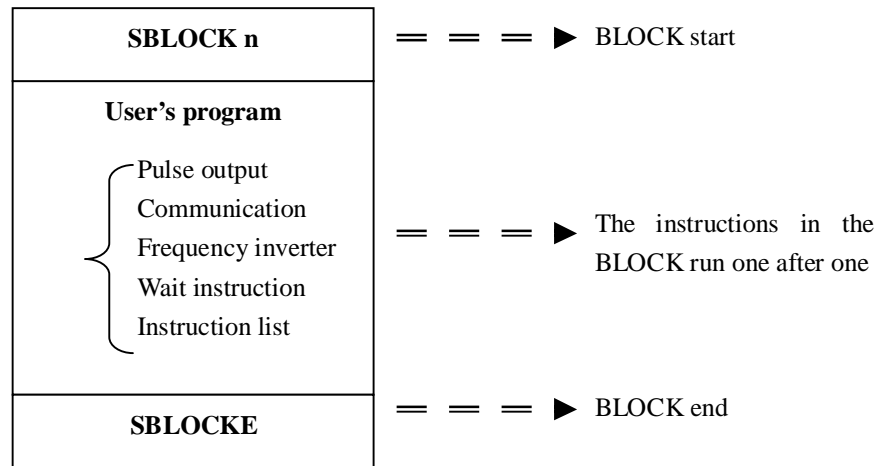 SBLOCK n
BLOCK start
User’s program
Pulse output
Communication
Frequency inverter
Wait instruction
Instruction list
The instructions in the
BLOCK run one after one
SBLOCKE
BLOCK end